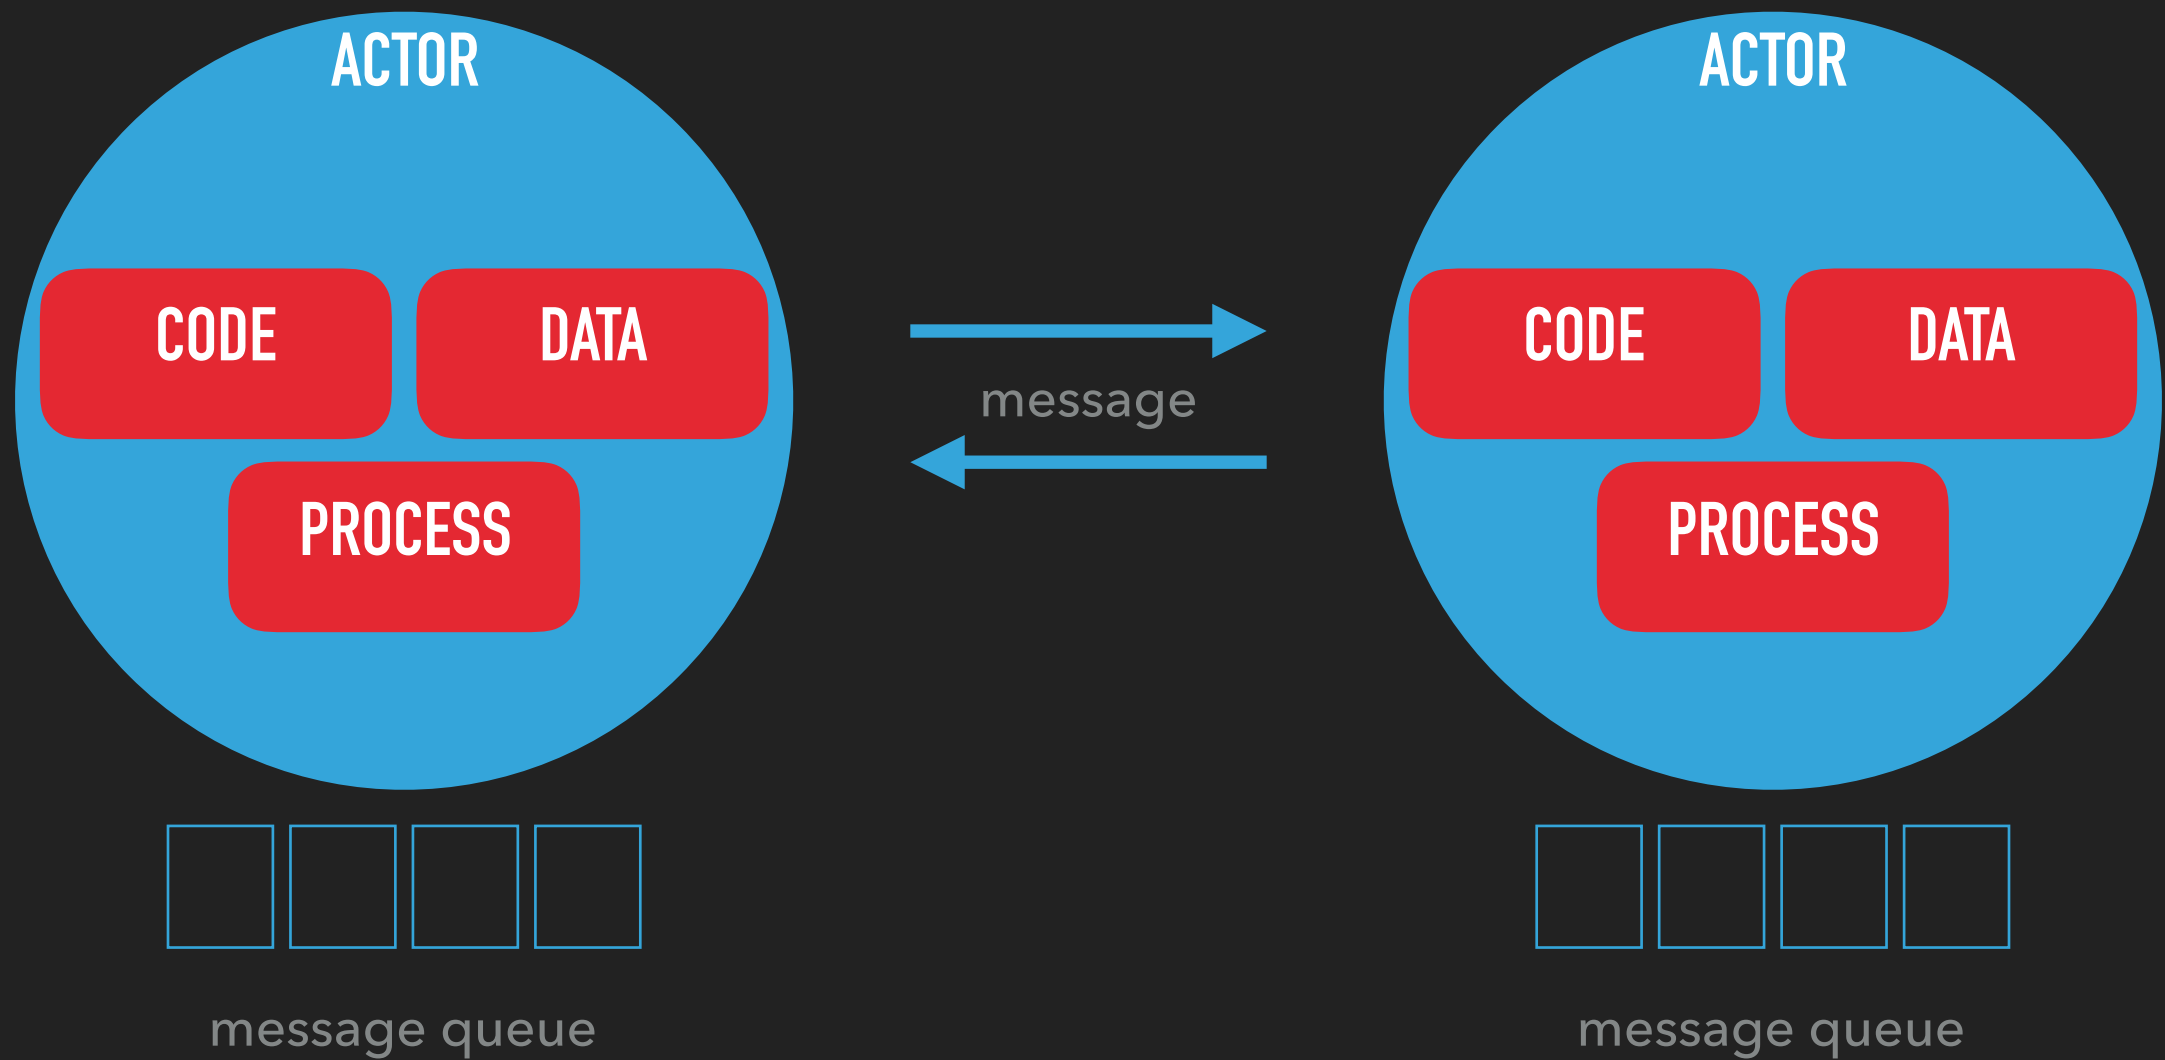 ACTOR
CODE
DATA
PROCESS
message queue
message
ACTOR
CODE
DATA
PROCESS
message queue